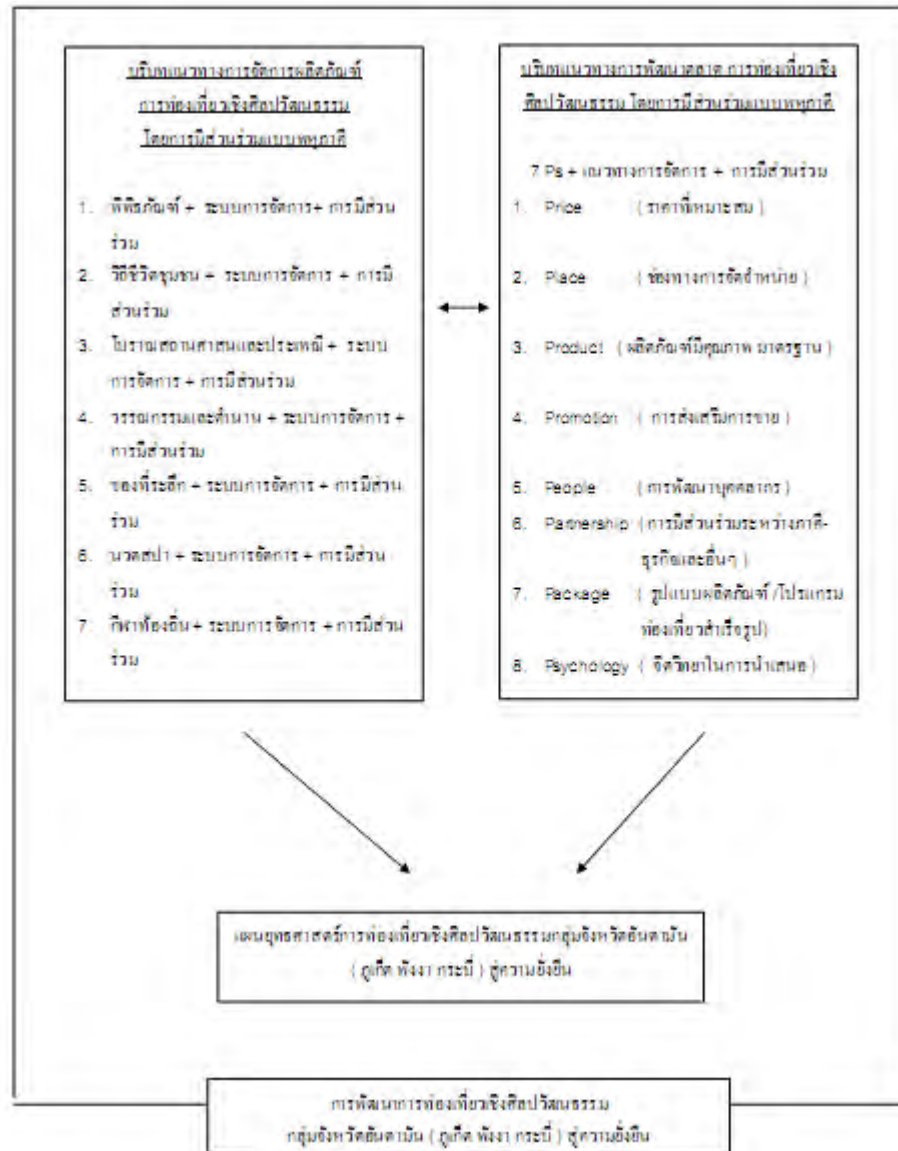 บริบทแนวทางการจัดการผลิตภัณฑ์
การท่องเที่ยวเชิงศิลปวัฒนธรรม
โดยการมีส่วนร่วมแบบพหุภาคี
1. พิพิธภัณฑ์ + ระบบการจัดการ+ การมีส่วน
ร่วม
2. วิถีชีวิตชุมชน + ระบบการจัดการ + การมี
ส่วนร่วม
3. โบราณสถานศาสนและประเพณี + ระบบ
การจัดการ + การมีส่วนร่วม
4. วรรณกรรมและตำนาน + ระบบการจัดการ +
การมีส่วนร่วม
5. ของที่ระลึก + ระบบการจัดการ + การมีส่วน
ร่วม
6. นวดสปา + ระบบการจัดการ + การมีส่วน
ร่วม
7. กีฬาท้องถิ่น + ระบบการจัดการ + การมีส่วน
ร่วม
บริบทแนวทางการพัฒนาตลาด การท่องเที่ยวเชิง
ศิลปวัฒนธรรม โดยการมีส่วนร่วมแบบพหุภาคี
7 Ps + แนวทางการจัดการ + การมีส่วนร่วม
1. Price ( ราคาที่เหมาะสม )
2. Place ( ช่องทางการจัดจำหน่าย )
3. Product ( ผลิตภัณฑ์มีคุณภาพ มาตรฐาน )
4. Promotion ( การส่งเสริมการขาย )
5. People ( การพัฒนาบุคคลากร )
6. Partnership ( การมีส่วนร่วมระหว่างภาคี-
ธุรกิจและอื่นๆ )
7. Package ( รูปแบบผลิตภัณฑ์ /โปรแกรม
ท่องเที่ยวสำเร็จรูป)
8. Psychology ( จิตวิทยาในการนำเสนอ )
แผนยุทธศาสตร์การท่องเที่ยวเชิงศิลปวัฒนธรรมกลุ่มจังหวัดอันดามัน
( ภูเก็ต พังงา กระบี่ ) สู่ความยั่งยืน
การพัฒนาการท่องเที่ยวเชิงศิลปวัฒนธรรม
กลุ่มจังหวัดอันดามัน ( ภูเก็ต พังงา กระบี่ ) สู่ความยั่งยืน